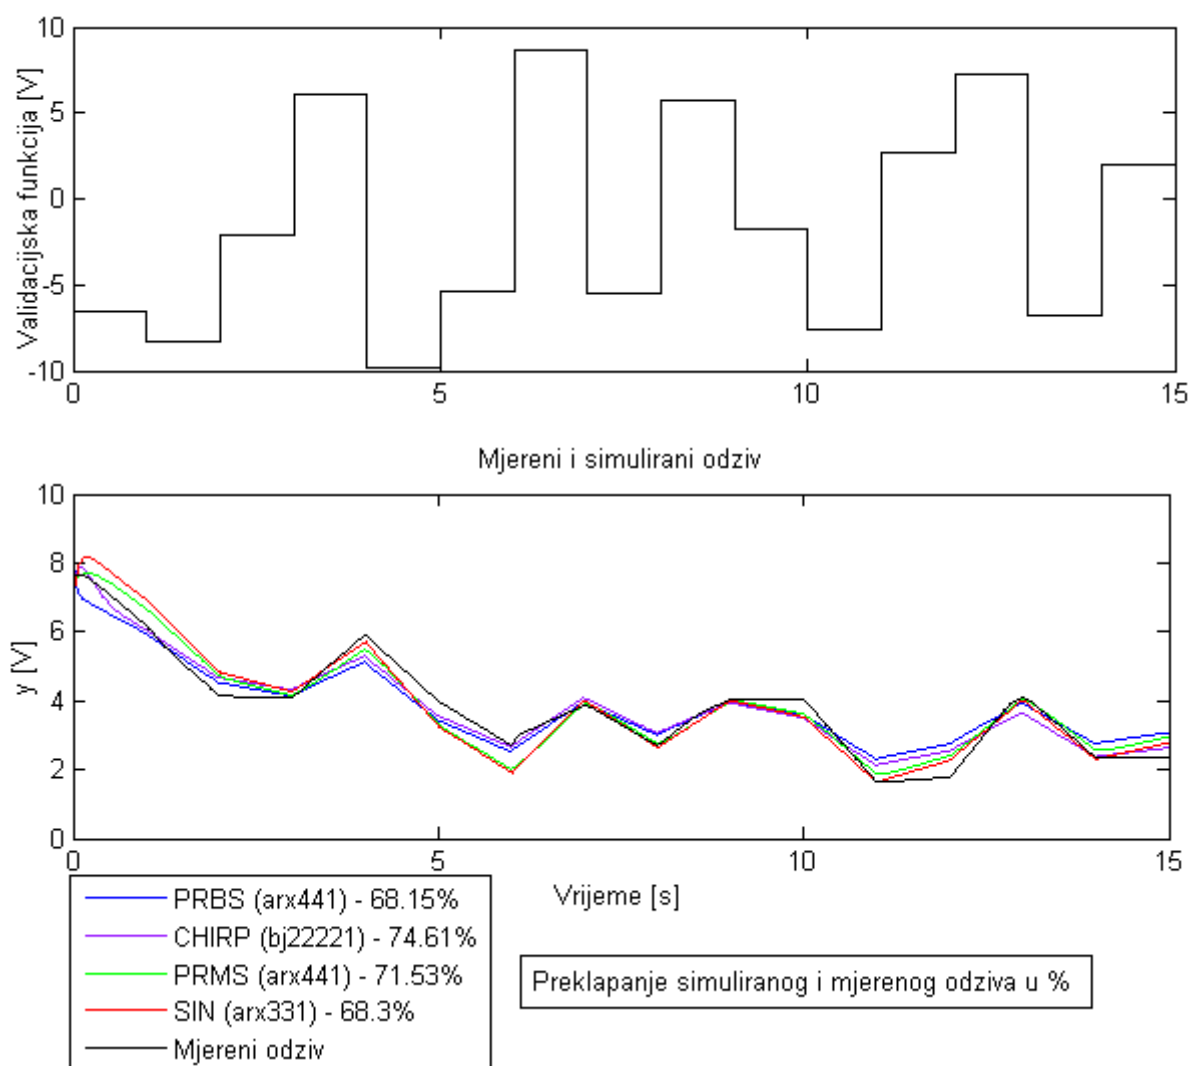 Validacijska funkcija [V]
10
5
0
-5
-10
0
5
10
15
Mjereni i simulirani odziv
y [V]
10
8
6
4
2
0
0
5
10
15
Vrijeme [s]
PRBS (arx441) - 68.15%
CHIRP (bj22221) - 74.61%
PRMS (arx441) - 71.53%
SIN (arx331) - 68.3%
Mjereni odziv
Preklapanje simuliranog i mjerenog odziva u %